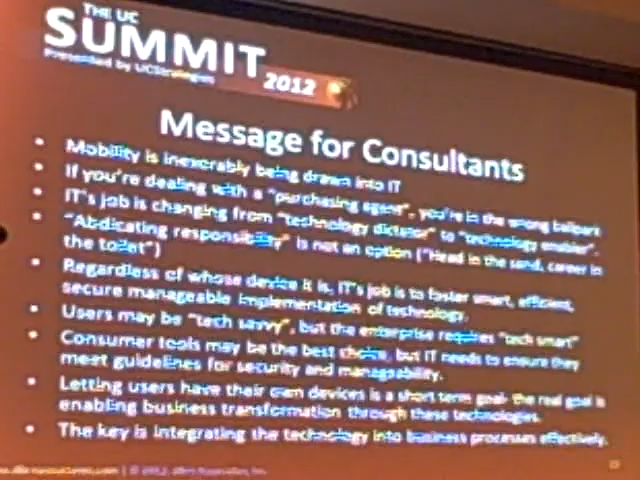 THE UC
SUMMIT
Presented by UCStrategies
2012
Message for Consultants
• Mobility is inexorably being drawn into IT
• If you're dealing with a "purchasing agent", you're in the wrong ballpark
• IT's job is changing from "technology dictator" to "technology enabler".
• "Abdicating responsibility" is not an option ("Head in the sand, career in
the toilet")
• Regardless of whose device it is, IT's job is to foster smart, efficient,
secure manageable implementation of technology.
• Users may be "tech savvy", but the enterprise requires "tech smart"
• Consumer tools may be the best choice, but IT needs to ensure they
meet guidelines for security and manageability.
• Letting users have their own devices is a short term goal- the real goal is
enabling business transformation through these technologies.
• The key is integrating the technology into business processes effectively.
© 2012,